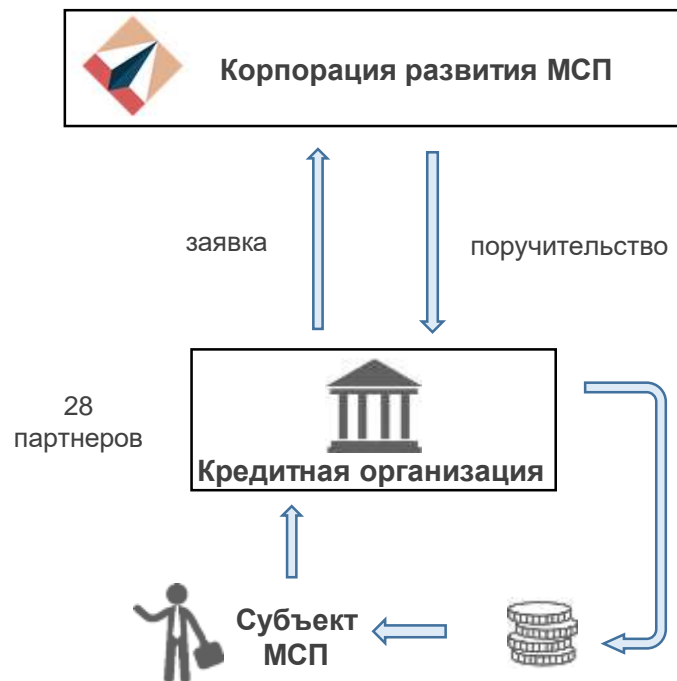 Корпорация развития МСП
заявка
поручительство
28
партнеров
Кредитная организация
Субъект
МСП